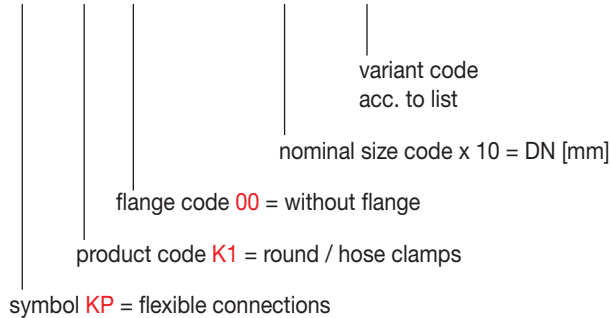 variant code
acc. to list
nominal size code x 10 = DN [mm]
flange code 00 = without flange
product code K1 = round / hose clamps
symbol KP = flexible connections